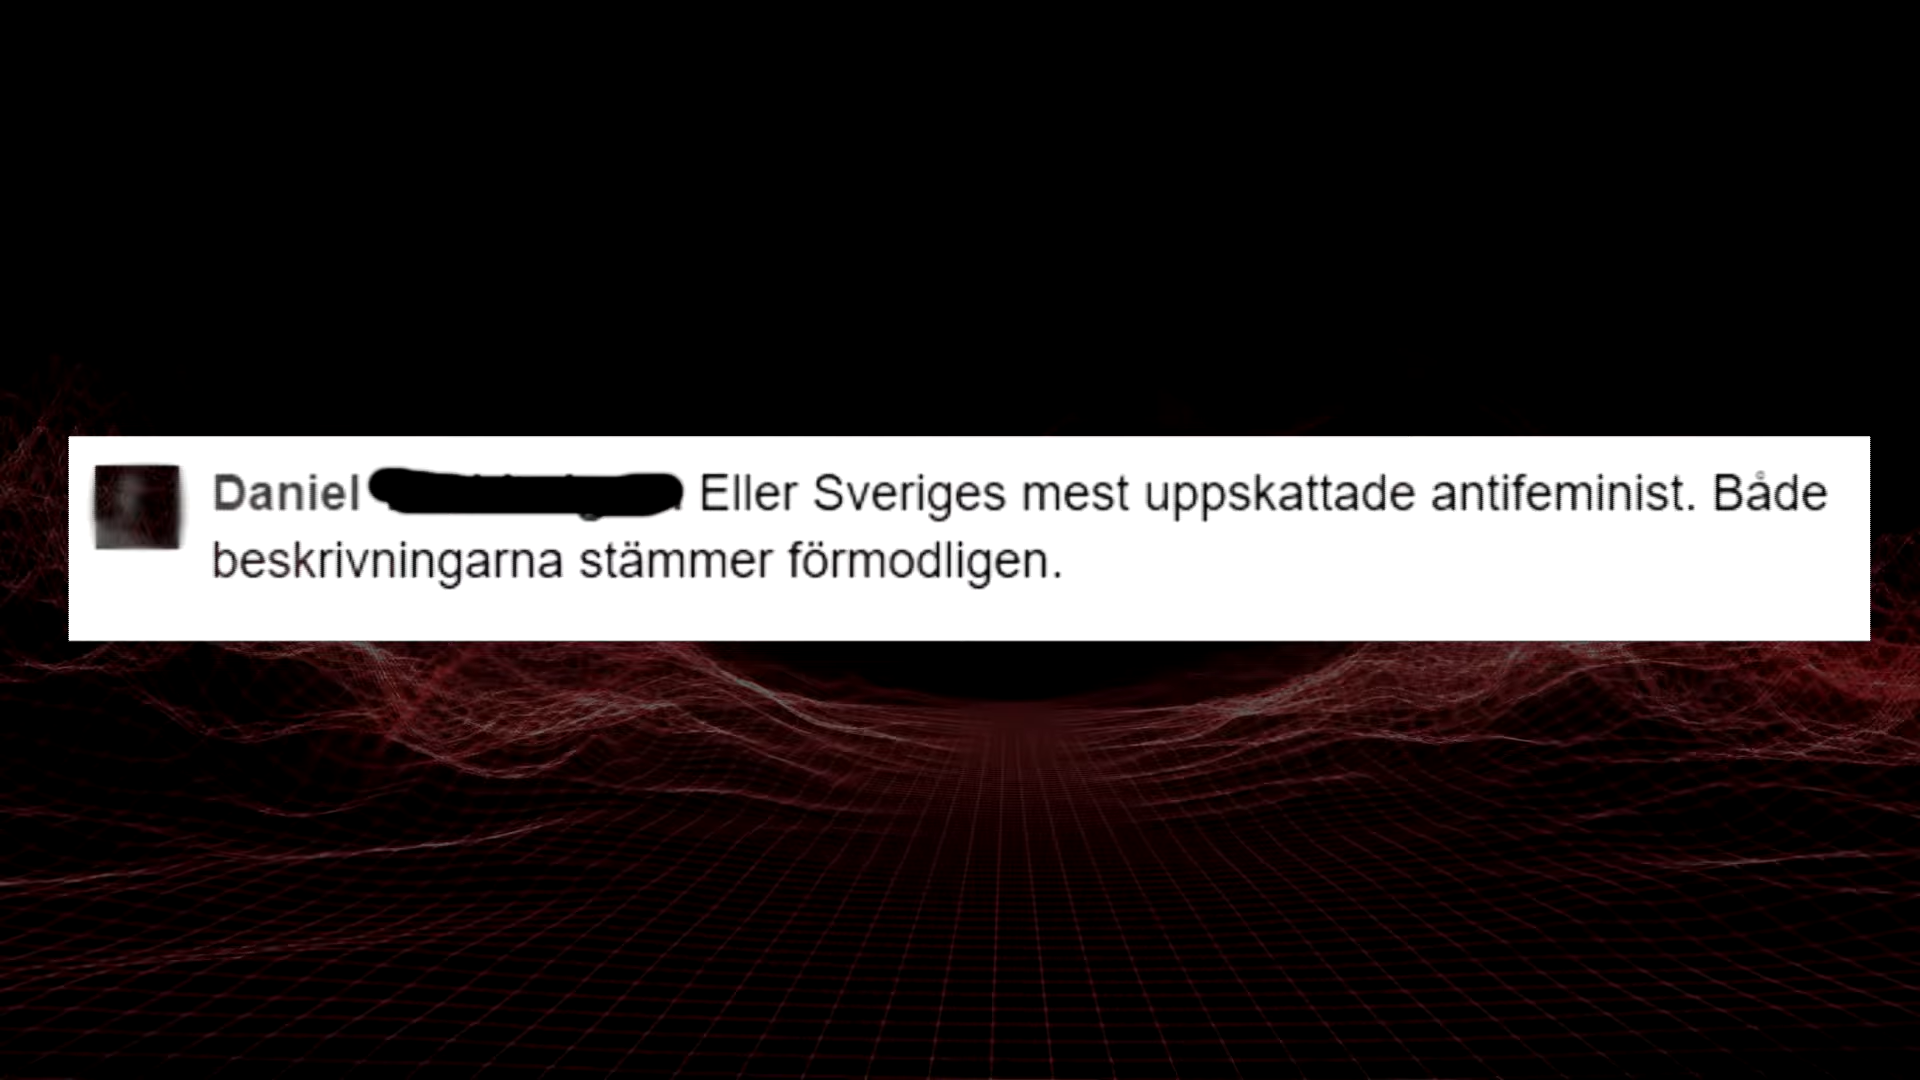 Daniel Eller Sveriges mest uppskattade antifeminist. Både
beskrivningarna stämmer förmodligen.